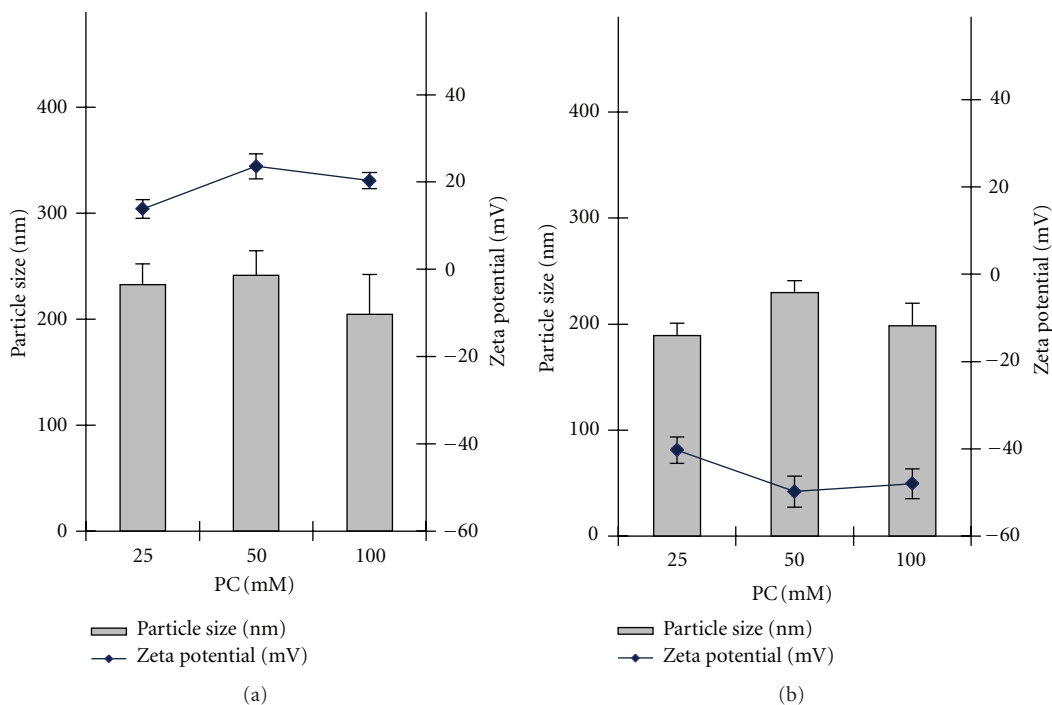 400
300
200
100
0
Particle size (nm)
40
20
0
−20
−40
−60
Zeta potential (mV)
25 50 100
PC (mM)
Particle size (nm)
Zeta potential (mV)
(a)
400
300
200
100
0
Particle size (nm)
40
20
0
−20
−40
−60
Zeta potential (mV)
25 50 100
PC (mM)
Particle size (nm)
Zeta potential (mV)
(b)